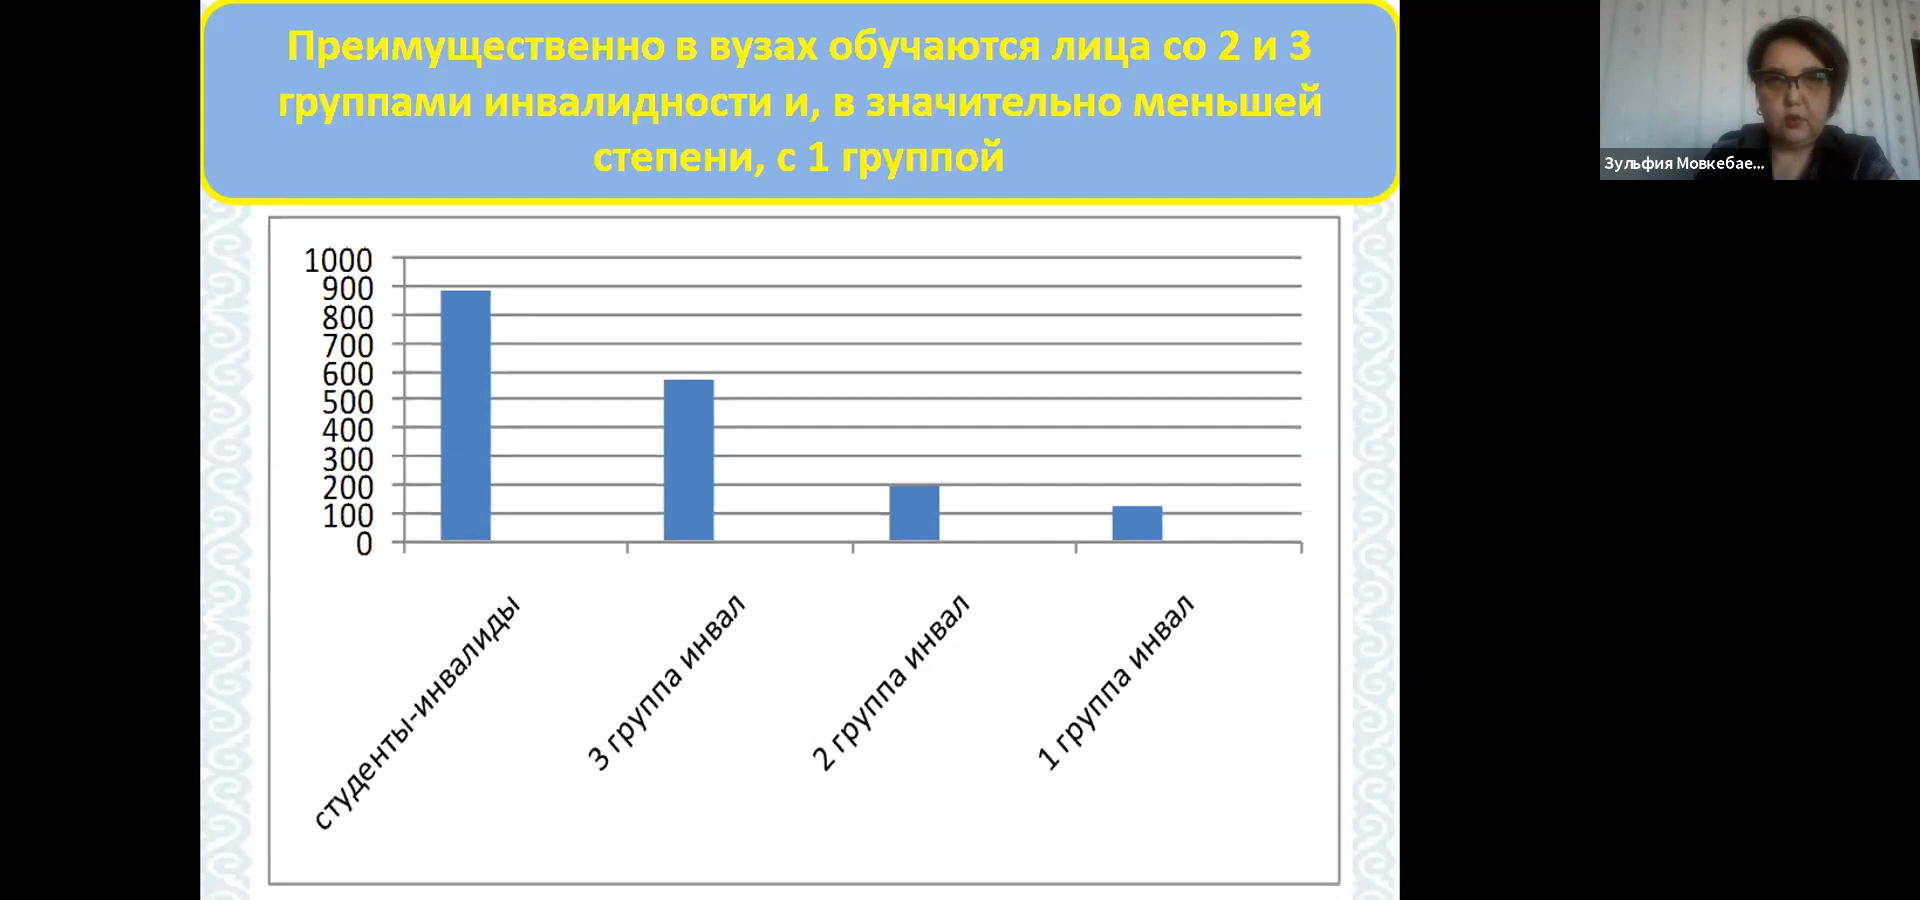 Преимущественно в вузах обучаются лица со 2 и 3
группами инвалидности и, в значительно меньшей
степени, с 1 группой
Зульфия Мовкебае...
1000
900
800
700
600
500
400
300
200
100
0
студенты-инвалиды
3 группа инвал
2 группа инвал
1 группа инвал